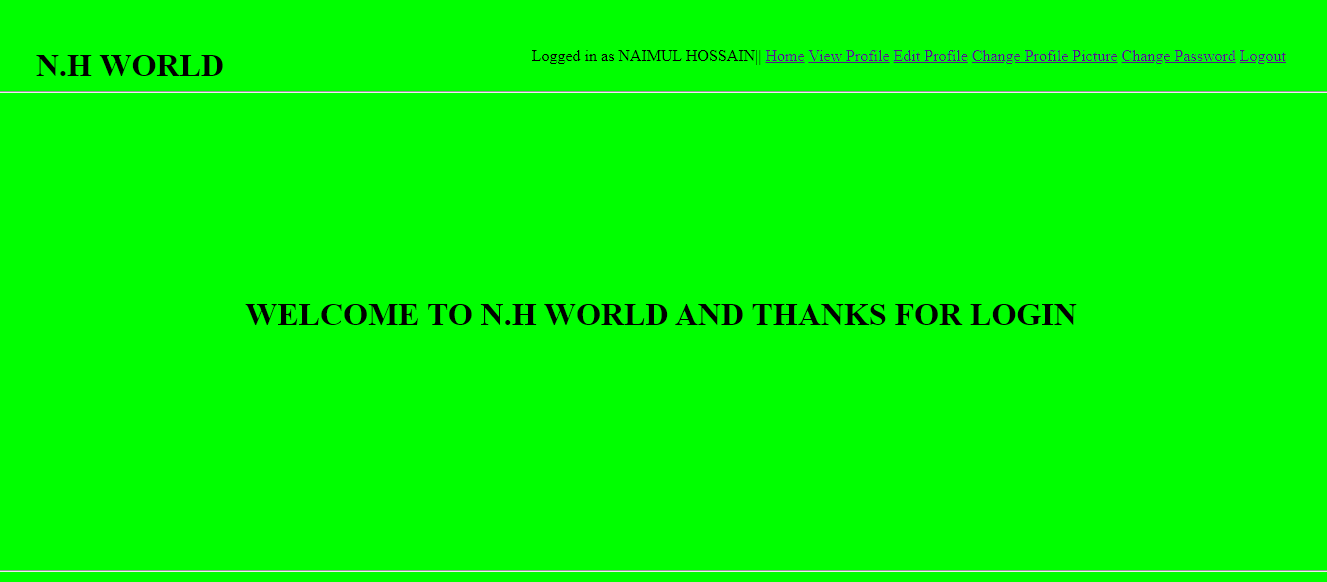 N.H WORLD
Logged in as NAIMUL HOSSAIN|| Home View Profile Edit Profile Change Profile Picture Change Password Logout
WELCOME TO N.H WORLD AND THANKS FOR LOGIN